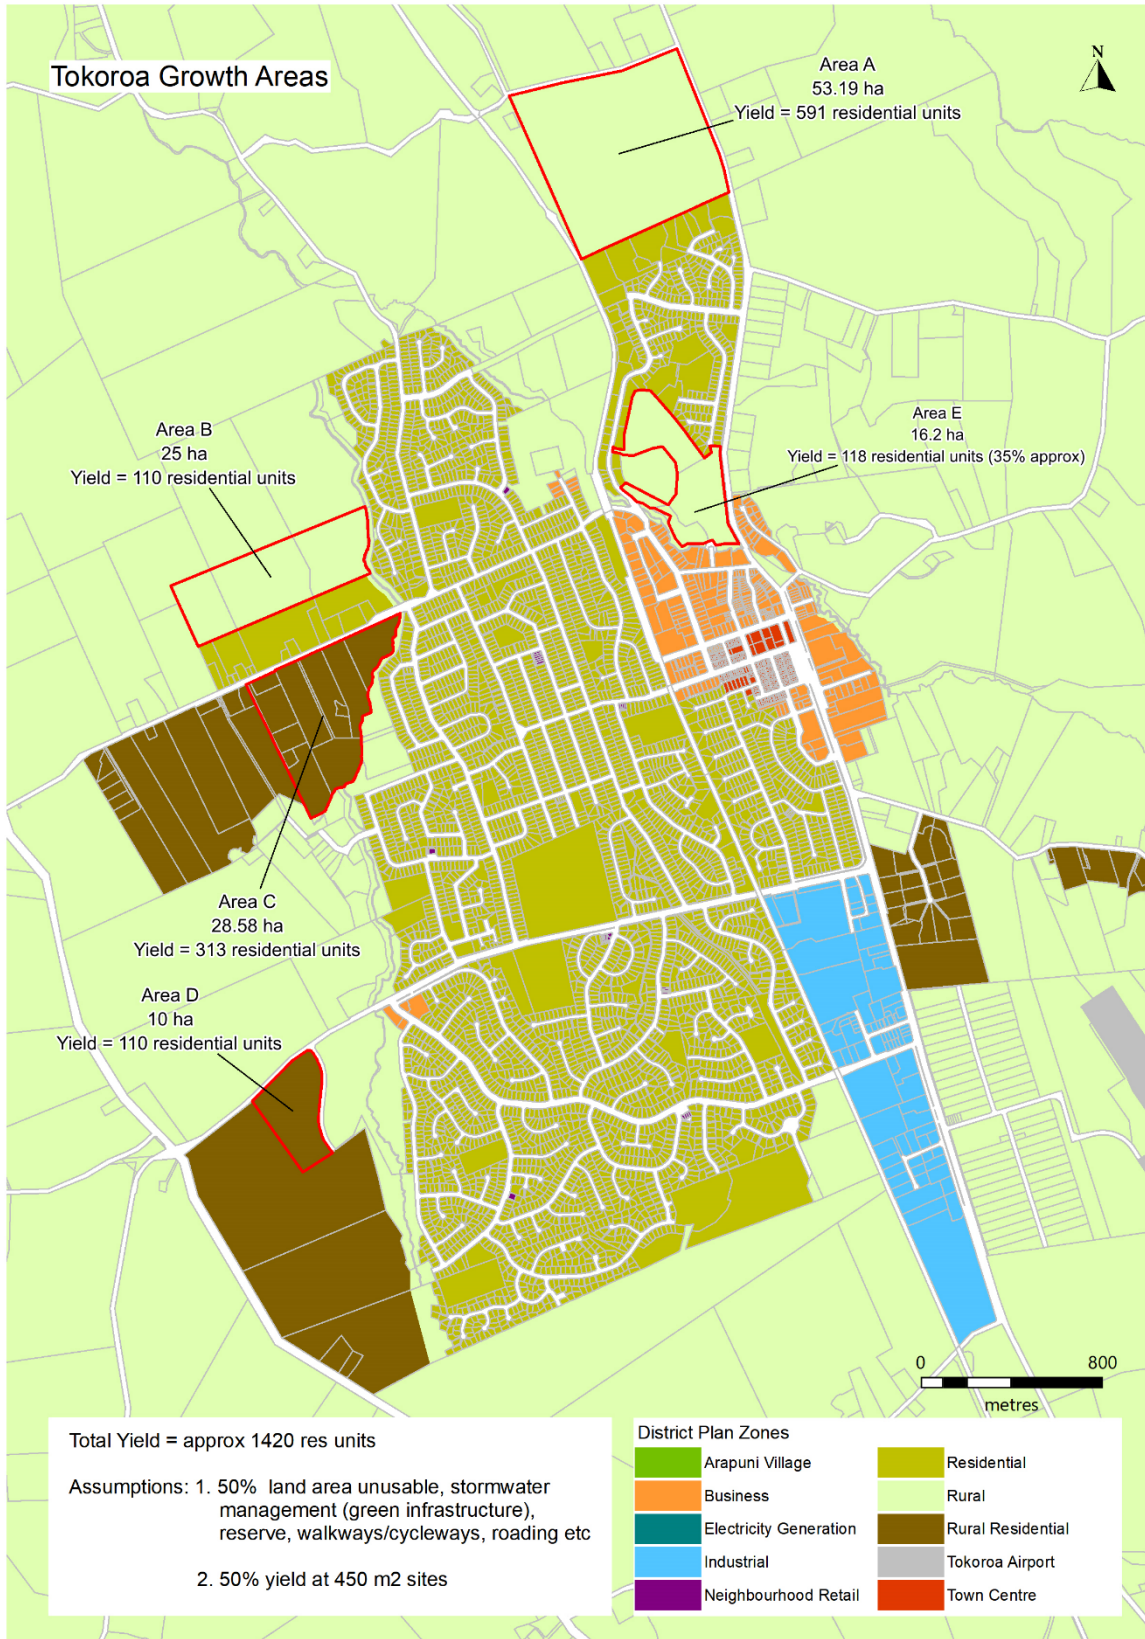 Tokoroa Growth Areas
N
Area A
53.19 ha
Yield = 591 residential units
Area E
16.2 ha
Yield = 118 residential units (35% approx)
Area B
25 ha
Yield = 110 residential units
Area C
28.58 ha
Yield = 313 residential units
Area D
10 ha
Yield = 110 residential units
0 800
metres
Total Yield = approx 1420 res units
Assumptions: 1. 50% land area unusable, stormwater
management (green infrastructure),
reserve, walkways/cycleways, roading etc
2. 50% yield at 450 m2 sites
District Plan Zones
Arapuni Village
Business
Electricity Generation
Industrial
Neighbourhood Retail
Residential
Rural
Rural Residential
Tokoroa Airport
Town Centre